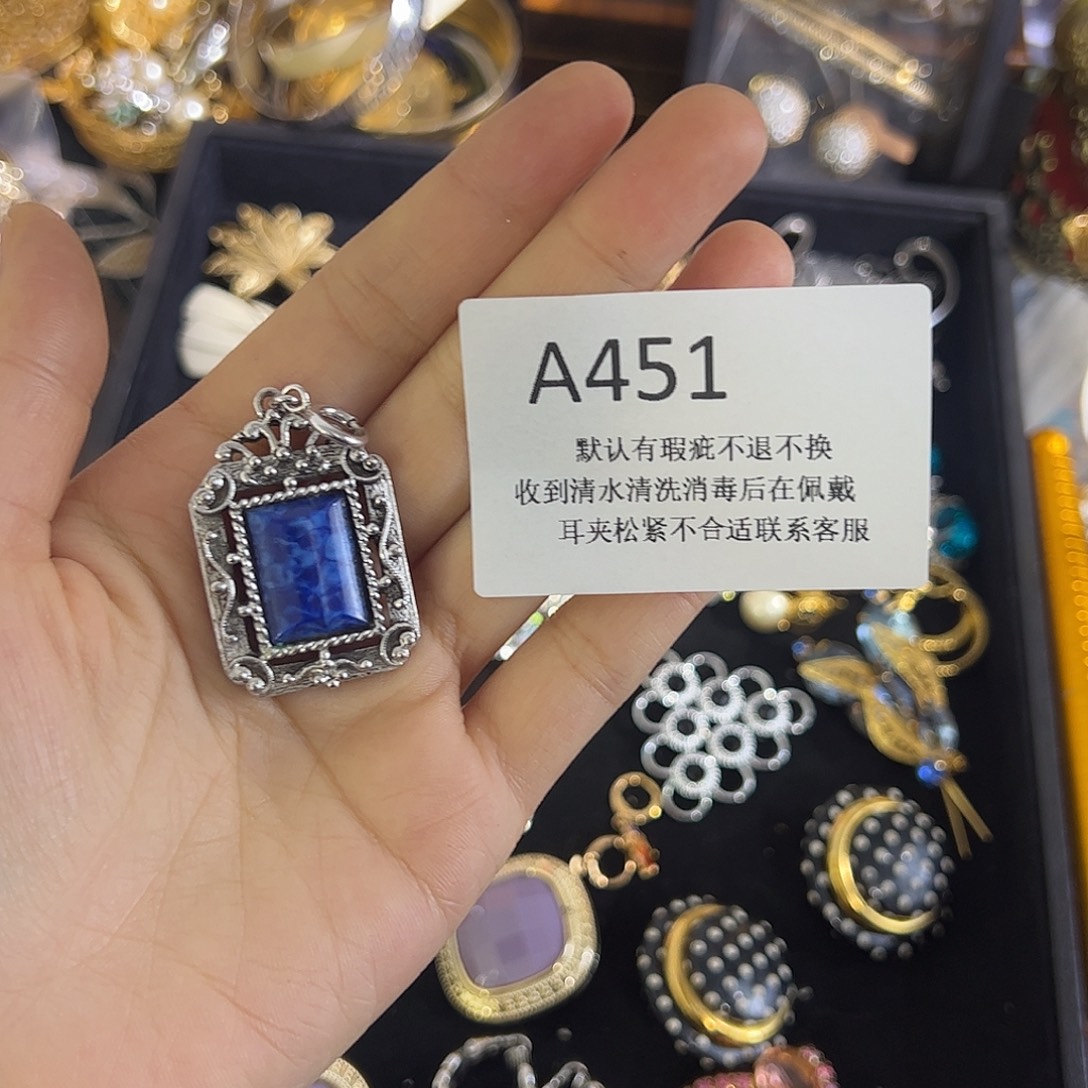 A451
默认有瑕疵不退不换
收到清水清洗消毒后在佩戴
耳夹松紧不合适联系客服